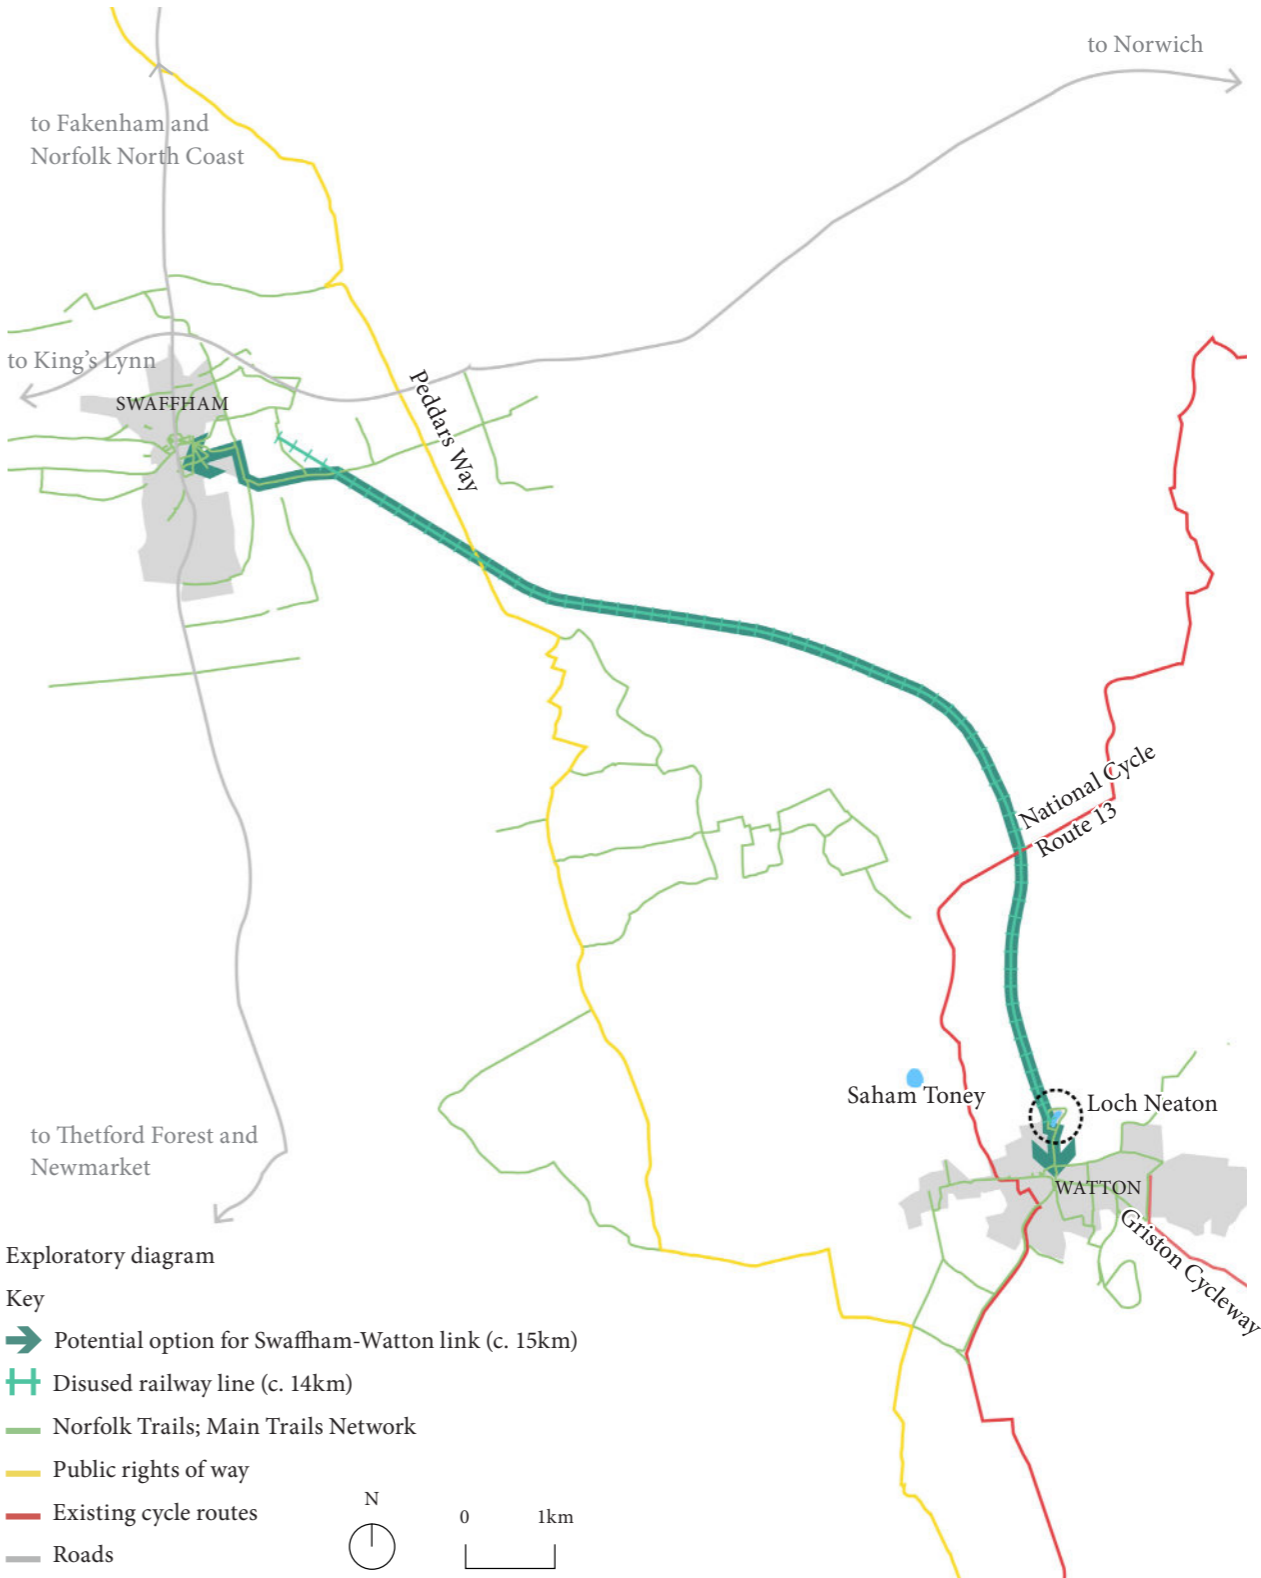 to Norwich
to Fakenham and
Norfolk North Coast
to King's Lynn
SWAFFHAM
Peddars Way
National Cycle
Route 13
Saham Toney
Loch Neaton
to Thetford Forest and
Newmarket
WATTON
Griston Cycleway
Exploratory diagram
Key
Potential option for Swaffham-Watton link (c. 15km)
Disused railway line (c. 14km)
Norfolk Trails; Main Trails Network
Public rights of way
Existing cycle routes
Roads
N
0 1km